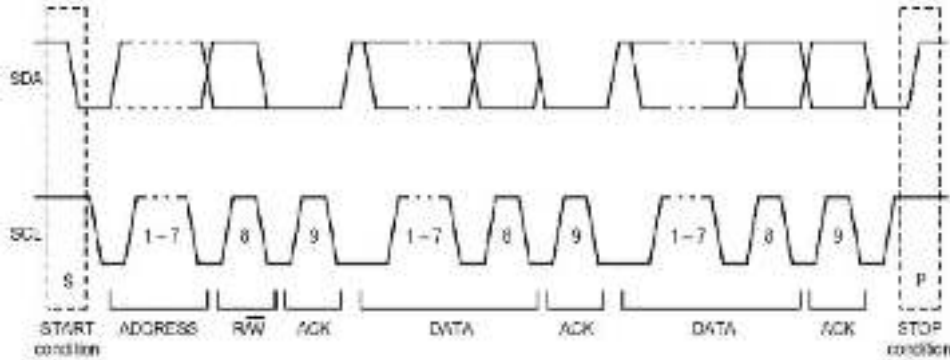 SDA
SCL
1 – 7 8 9 1 – 7 8 9 1 – 7 8 9
S P
START condition
ADDRESS R/W ACK DATA ACK DATA ACK
STOP condition